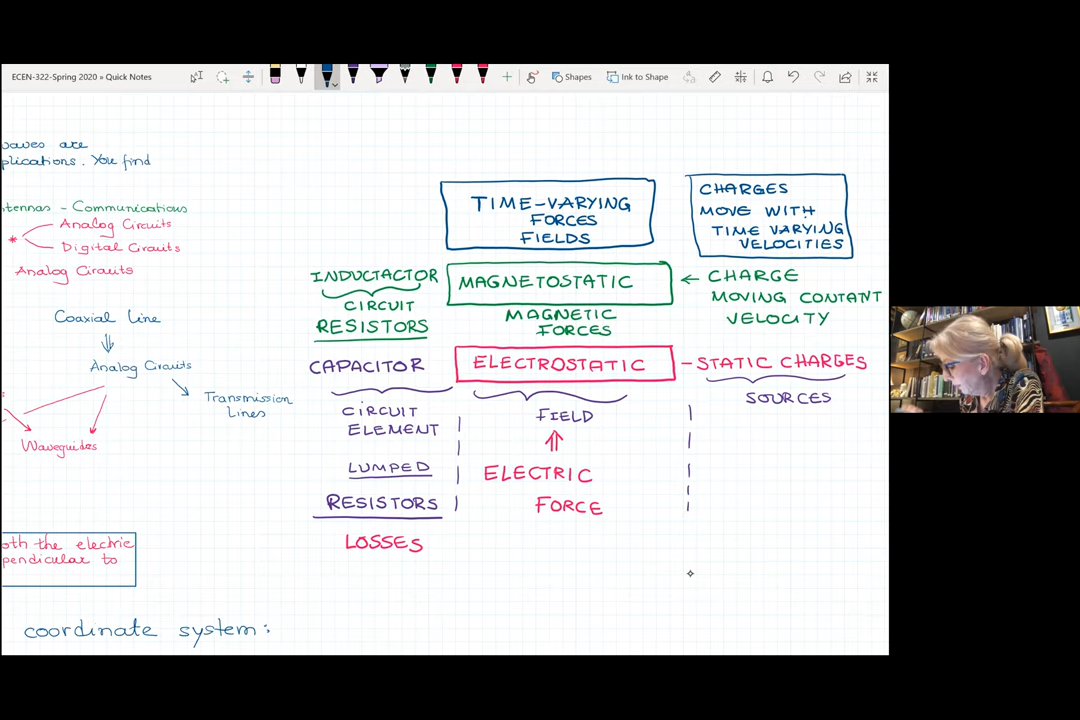 ECEN-322-Spring 2020 » Quick Notes
Shapes
Ink to Shape
waves are
plications. You find
tennas - Communications
Analog Circuits
* Digital Circuits
Analog Circuits
Coaxial Line
Analog Circuits
Transmission
Lines
Waveguides
oth the electric
pendicular to
coordinate system:
TIME-VARYING
FORCES
FIELDS
CHARGES
MOVE WITH
TIME VARYING
VELOCITIES
INDUCTACTOR
CIRCUIT
RESISTORS
MAGNETOSTATIC
MAGNETIC
FORCES
← CHARGE
MOVING CONTANT
VELOCITY
CAPACITOR
ELECTROSTATIC
- STATIC CHARGES
SOURCES
CIRCUIT
ELEMENT
LUMPED
RESISTORS
LOSSES
FIELD
ELECTRIC
FORCE